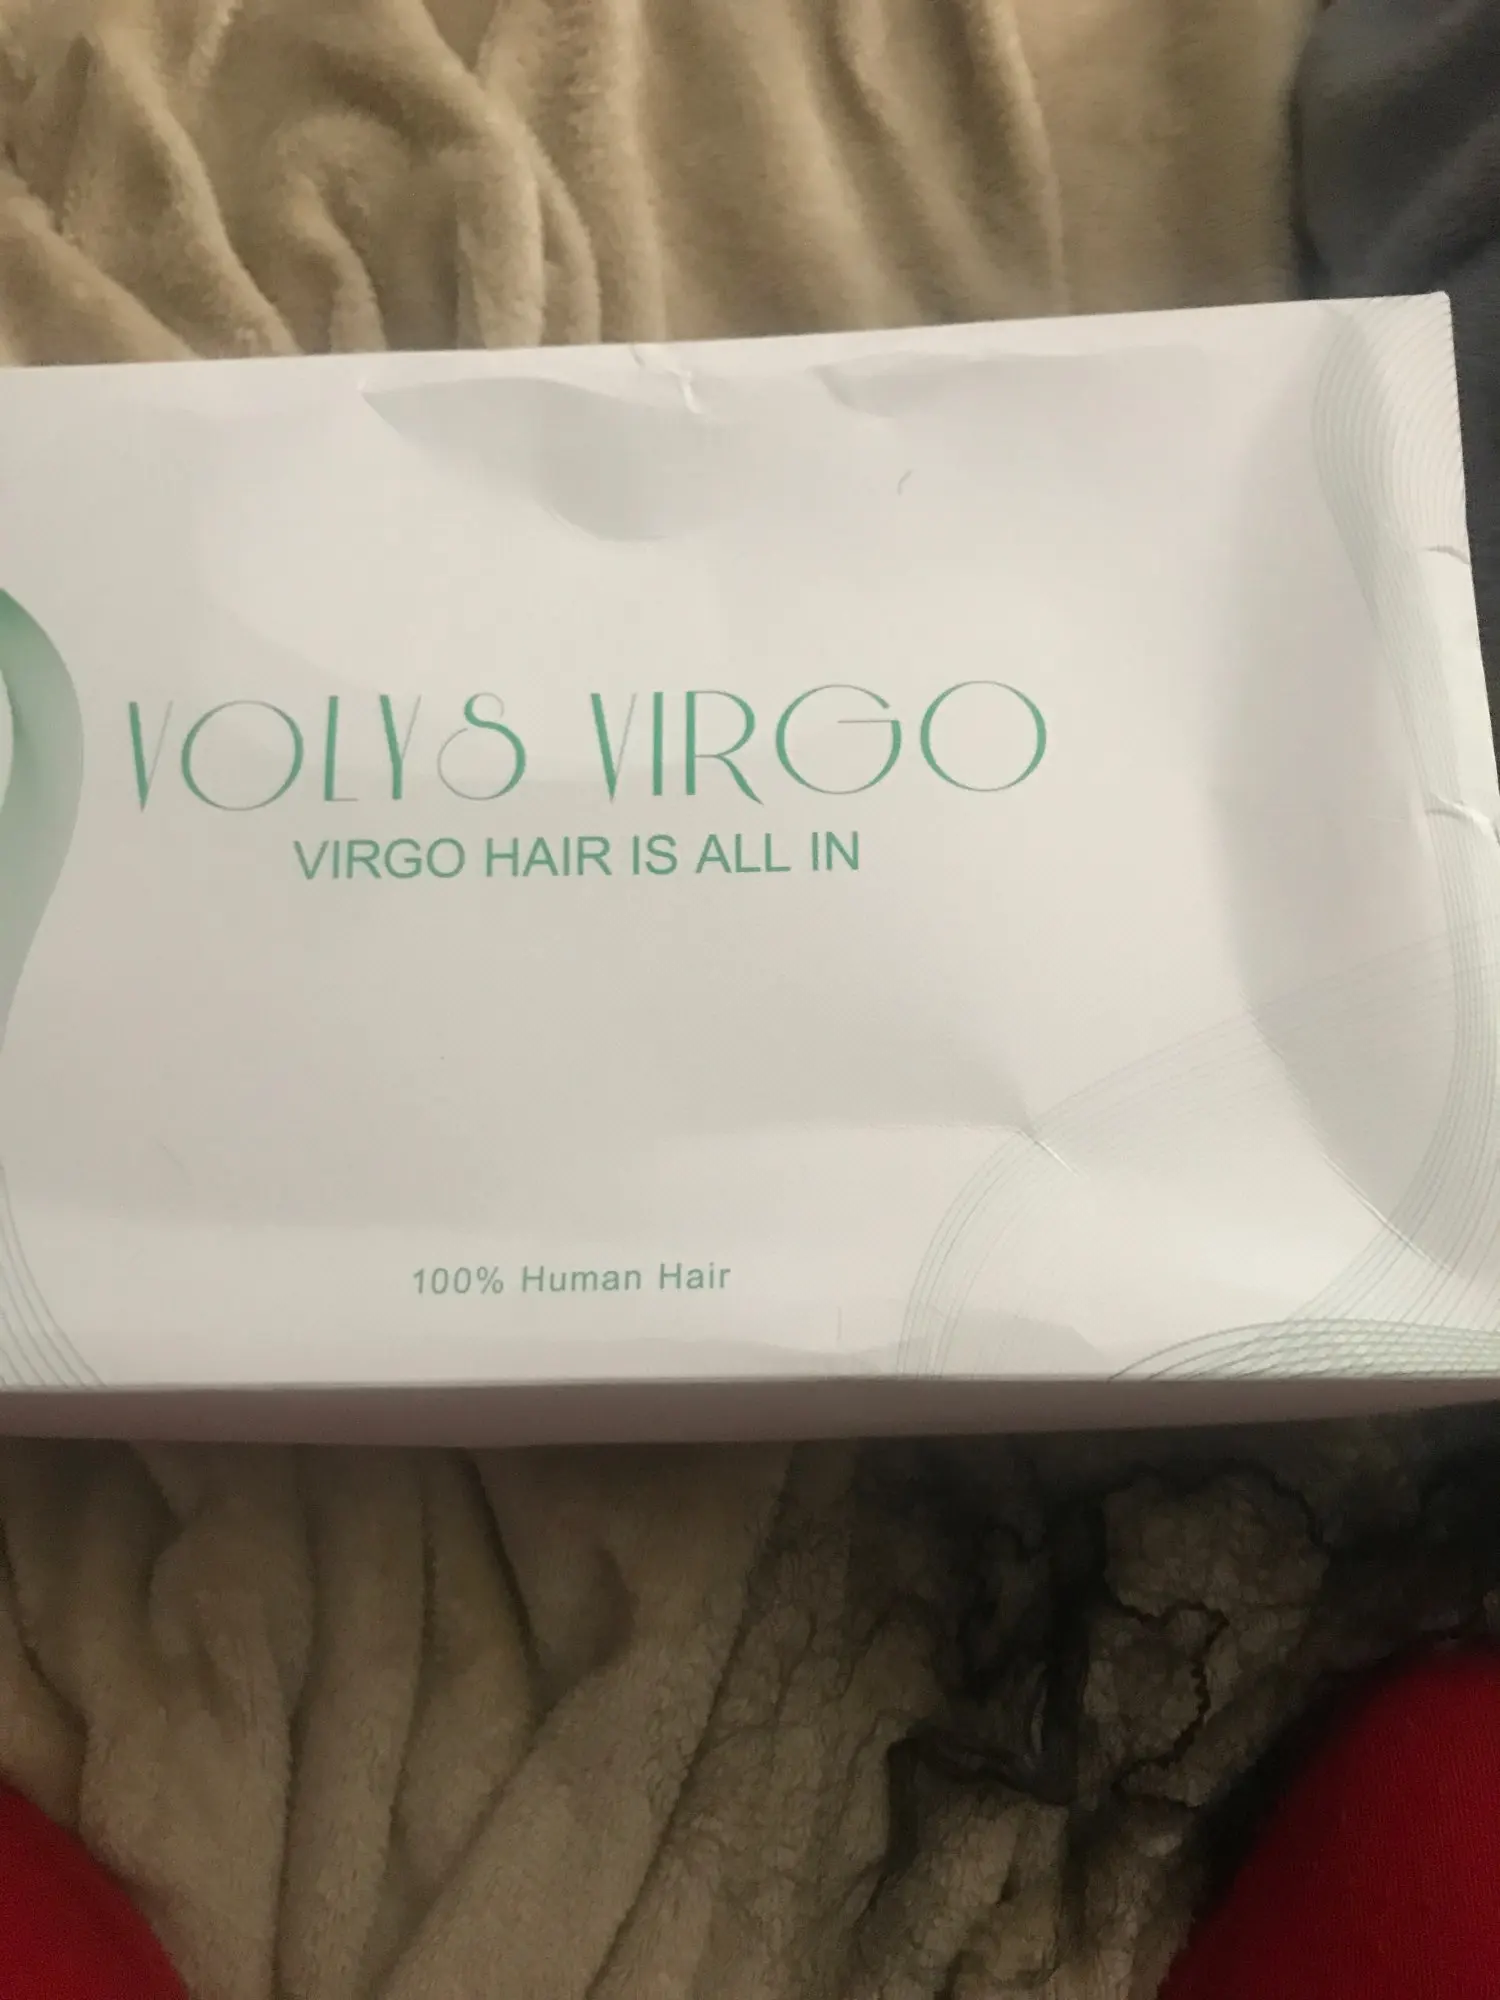 VOLYS VIRGO
VIRGO HAIR IS ALL IN
100% Human Hair